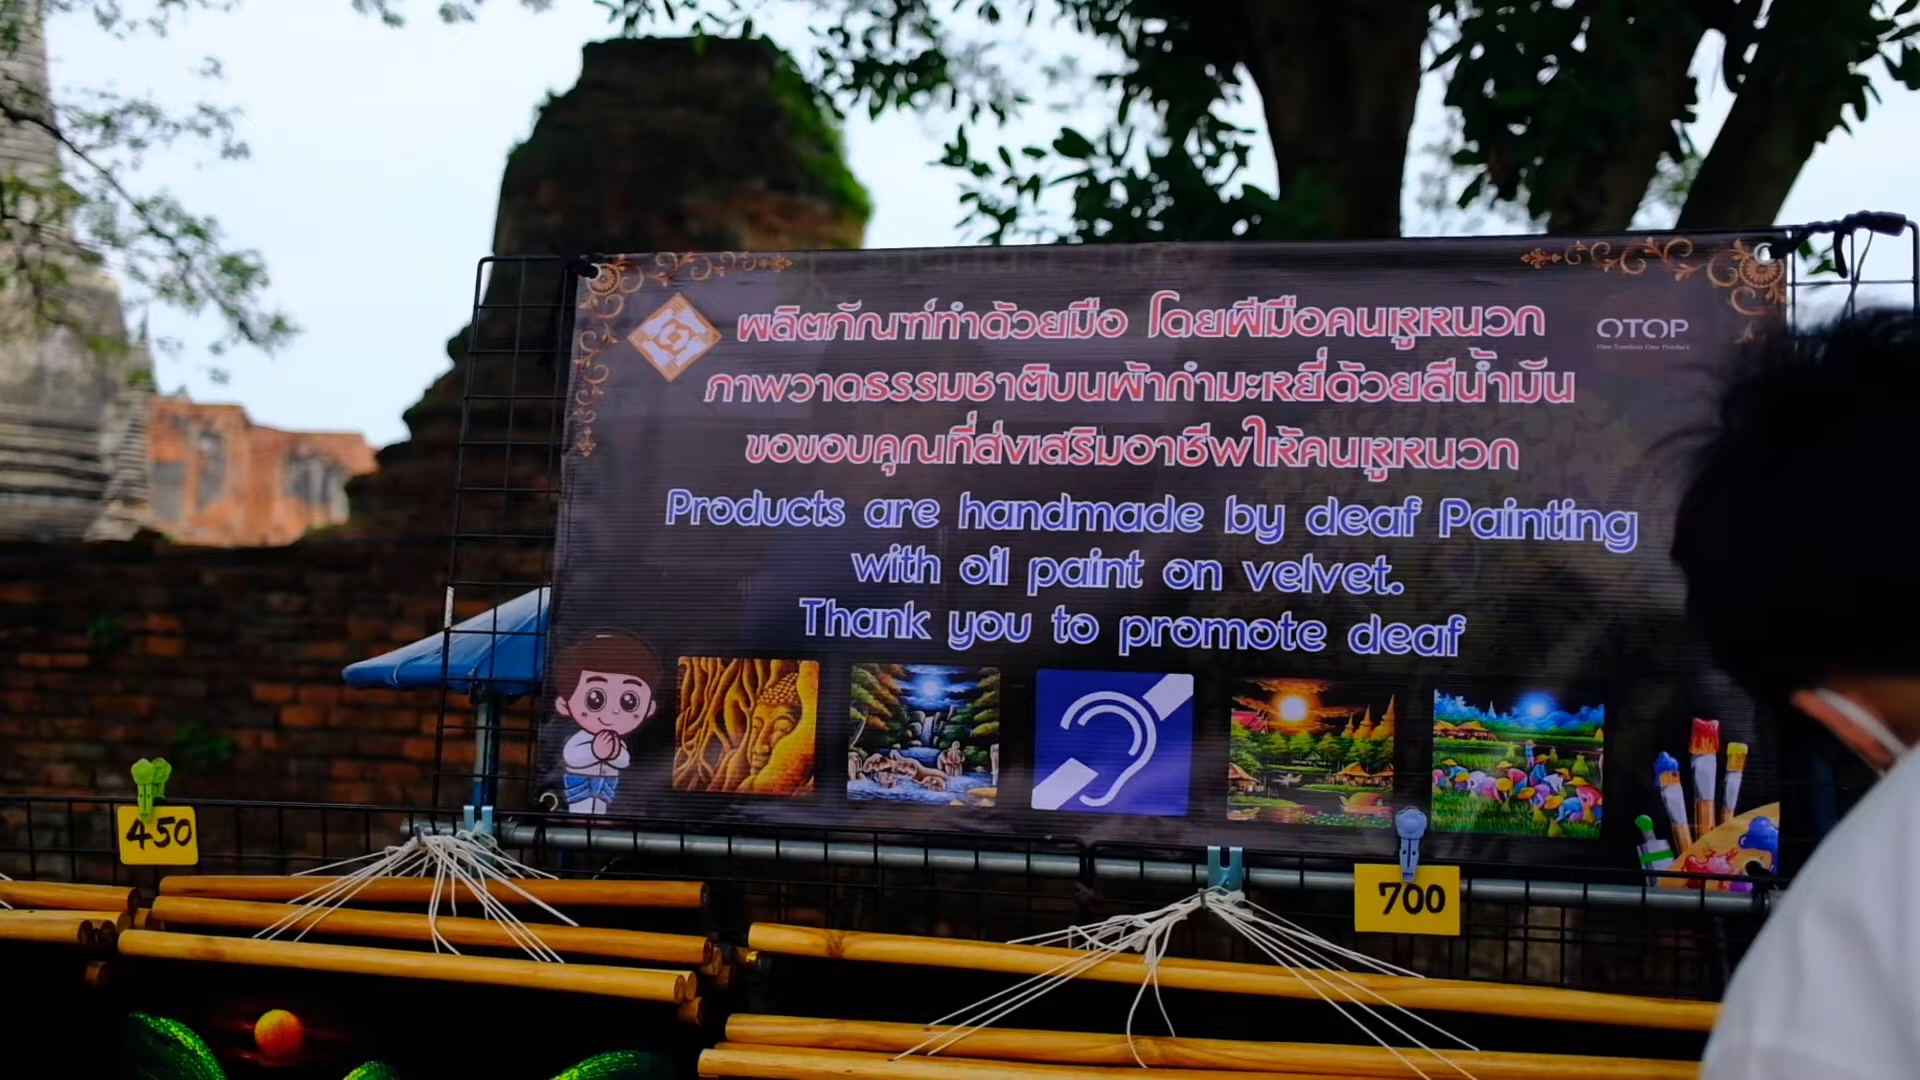 ผลิตภัณฑ์ทำด้วยมือ โดยฝีมือคนหูหนวก
OTOP
One Tambon One Product
ภาพวาดธรรมชาติบนผ้ากำมะหยี่ด้วยสีน้ำมัน
ขอขอบคุณที่ส่งเสริมอาชีพให้คนหูหนวก
Products are handmade by deaf Painting
with oil paint on velvet.
Thank you to promote deaf
450
700